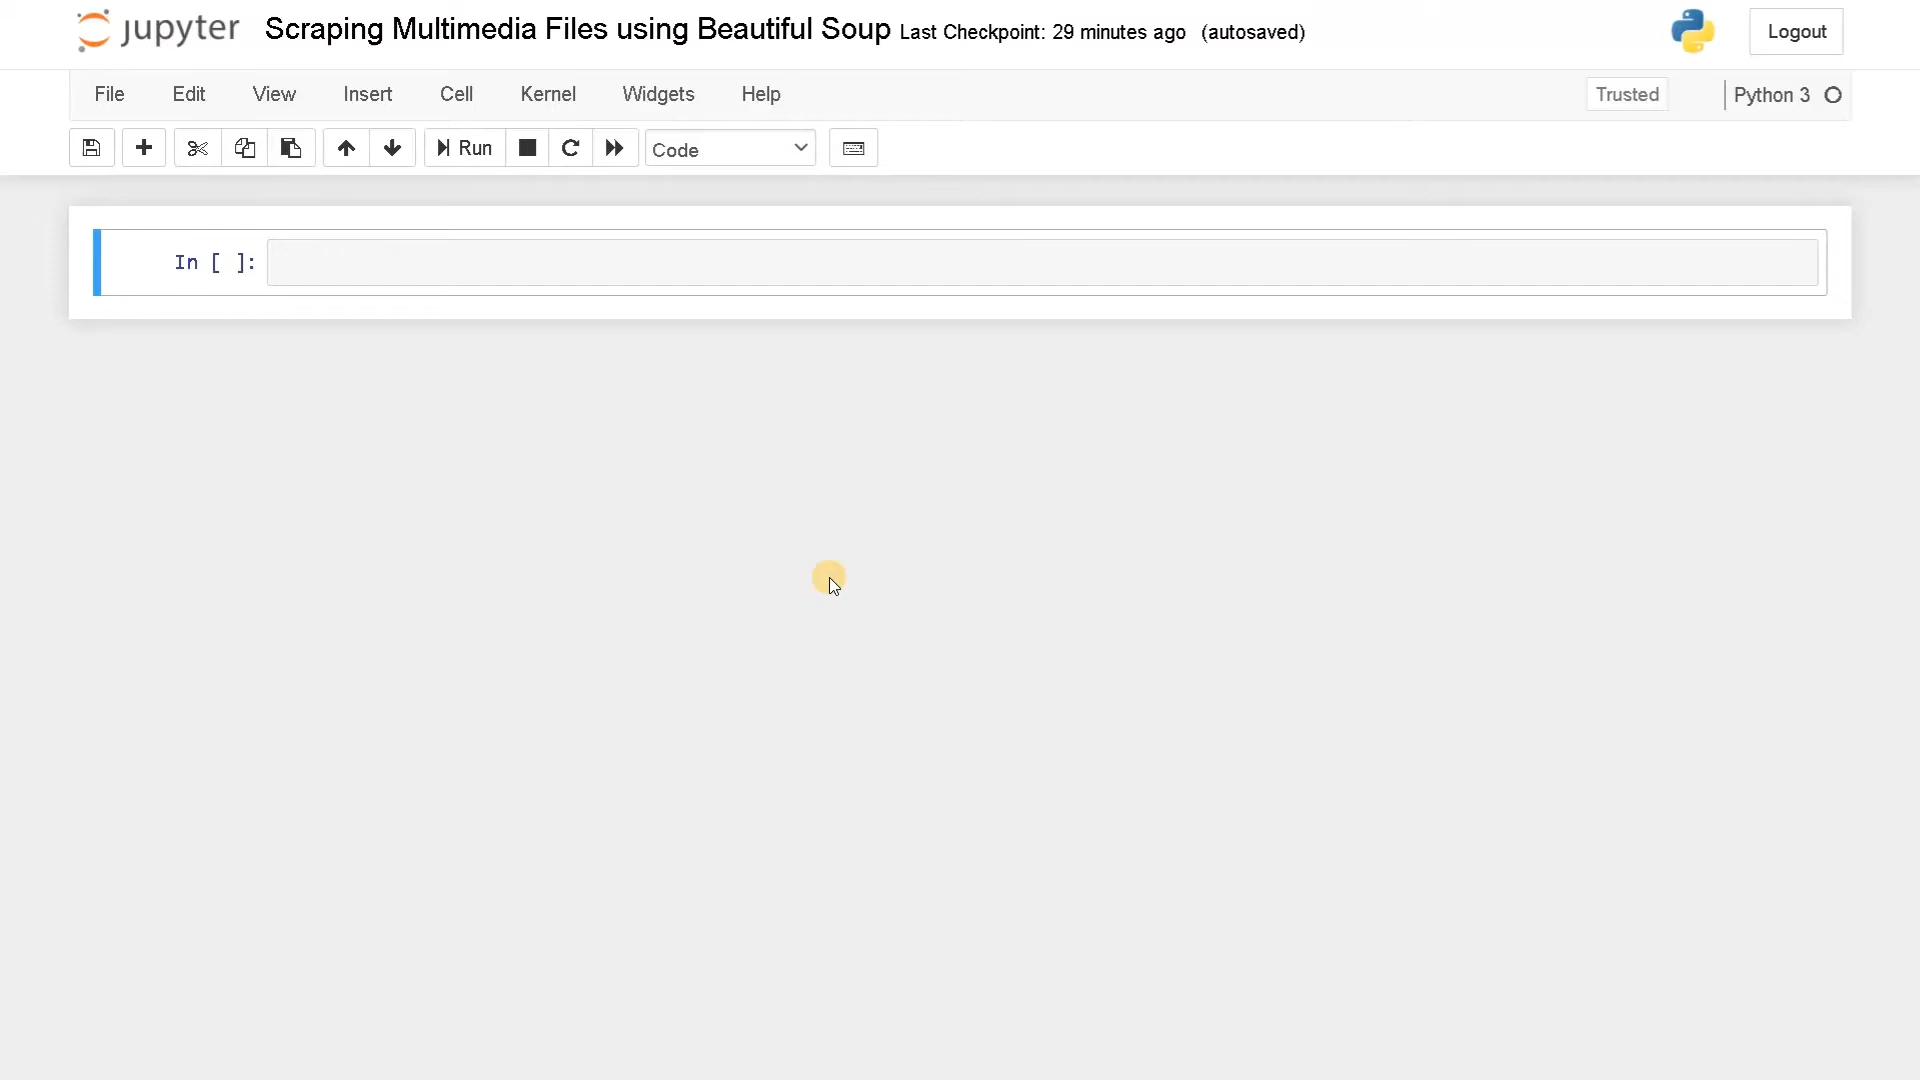 jupyter Scraping Multimedia Files using Beautiful Soup Last Checkpoint: 29 minutes ago (autosaved) Logout
File Edit View Insert Cell Kernel Widgets Help Trusted Python 3
Run Code
In [ ]: